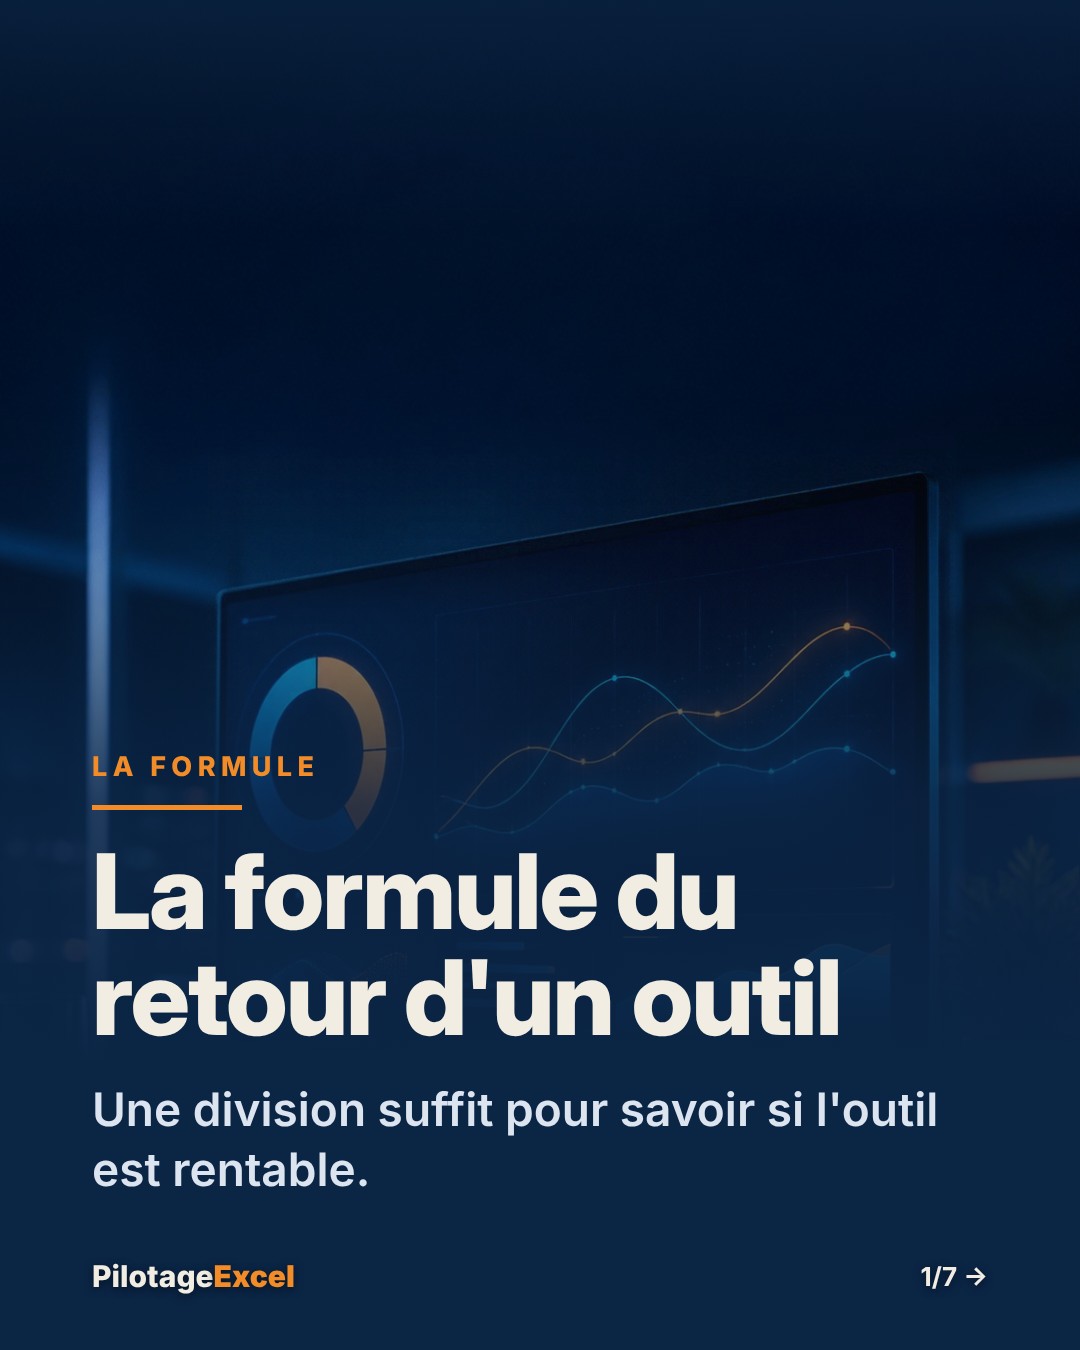 LA FORMULE
La formule du
retour d'un outil
Une division suffit pour savoir si l'outil
est rentable.
PilotageExcel
1/7 →